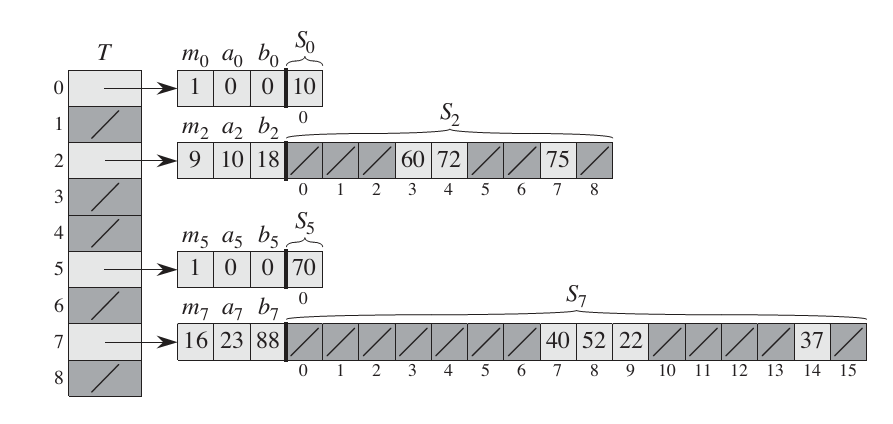 T
m₀ a₀ b₀ S₀
0 1 0 0 10
0
1
m₂ a₂ b₂ S₂
2 9 10 18 60 72 75
0 1 2 3 4 5 6 7 8
3
4
m₅ a₅ b₅ S₅
5 1 0 0 70
0
6
m₇ a₇ b₇ S₇
7 16 23 88 40 52 22 37
0 1 2 3 4 5 6 7 8 9 10 11 12 13 14 15
8